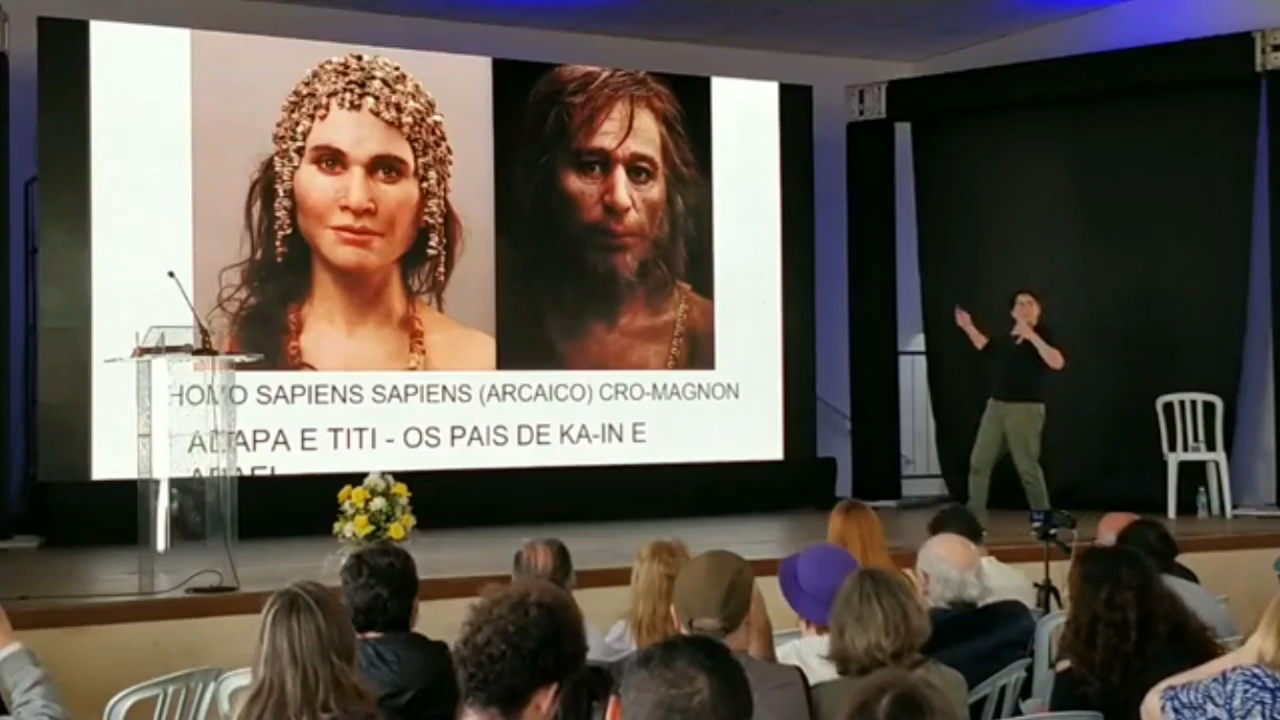 HOMO SAPIENS SAPIENS (ARCAICO) CRO-MAGNON
ADAPA E TITI - OS PAIS DE KA-IN E